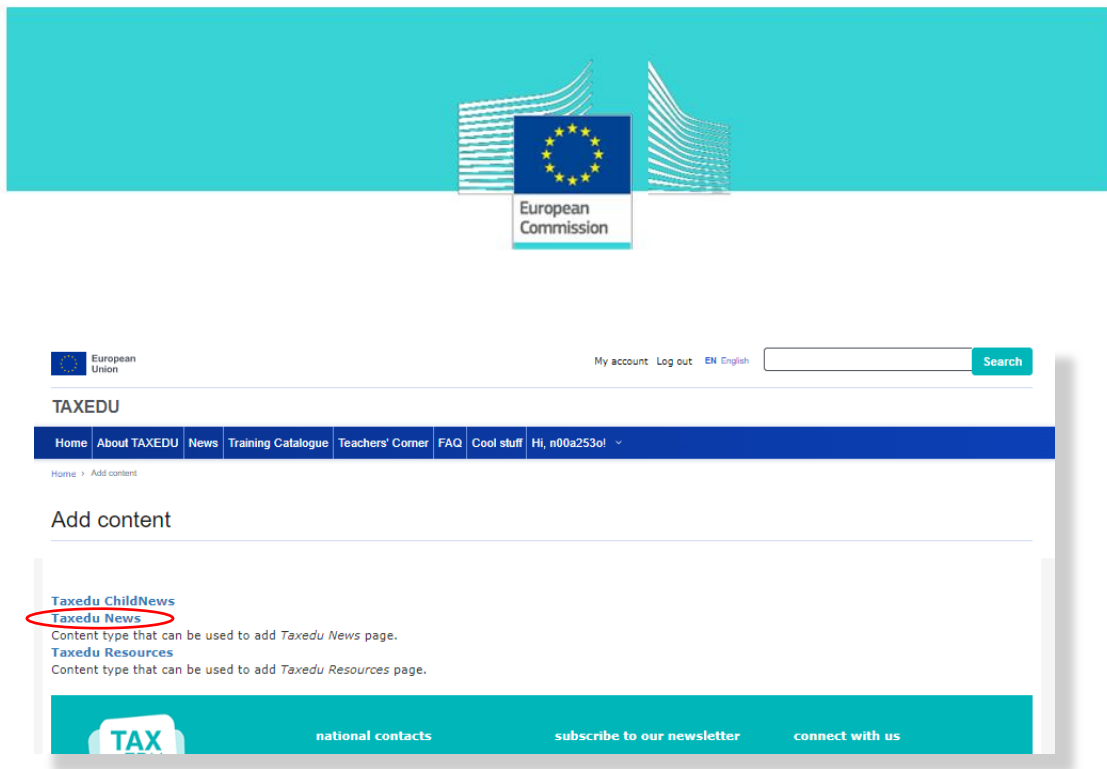 European
Commission
European
Union
My account Log out EN English
Search
TAXEDU
Home About TAXEDU News Training Catalogue Teachers' Corner FAQ Cool stuff Hi, n00a253o!
Home › Add content
Add content
Taxedu ChildNews
Taxedu News
Content type that can be used to add Taxedu News page.
Taxedu Resources
Content type that can be used to add Taxedu Resources page.
TAX
national contacts subscribe to our newsletter connect with us